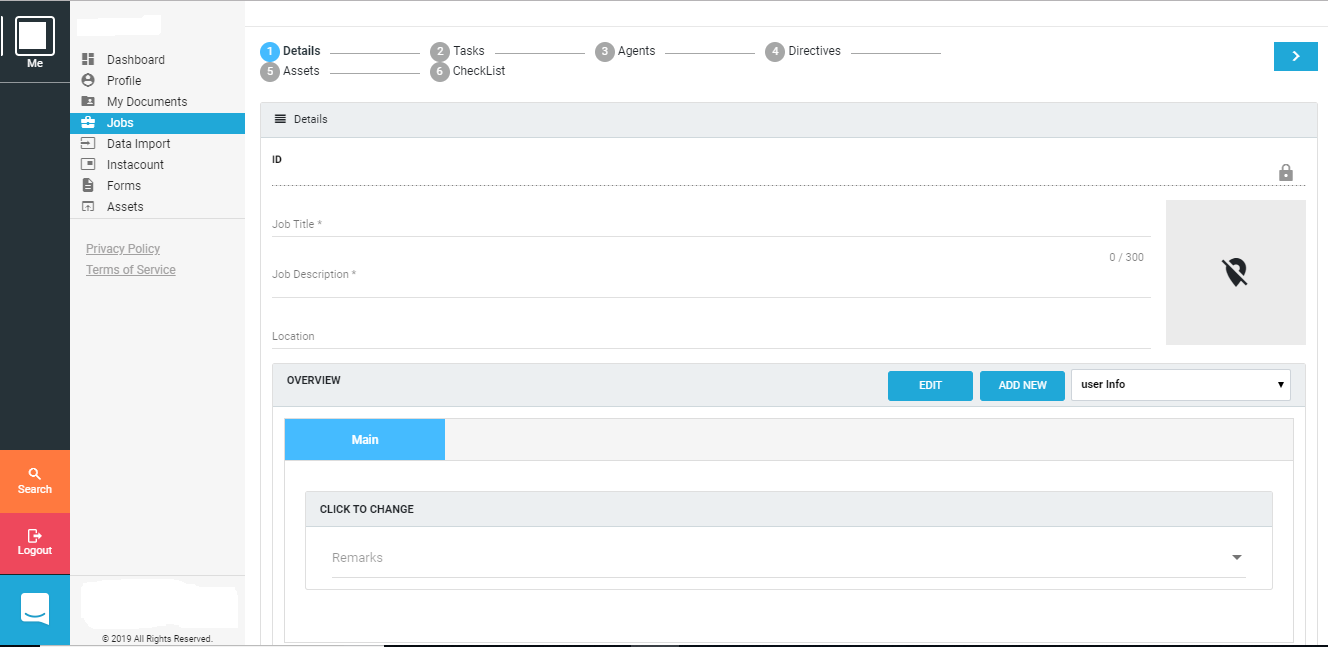 Me
Dashboard
Profile
My Documents
Jobs
Data Import
Instacount
Forms
Assets
Privacy Policy
Terms of Service
Search
Logout
© 2019 All Rights Reserved.
1 Details 2 Tasks 3 Agents 4 Directives
5 Assets 6 CheckList
Details
ID
Job Title *
0 / 300
Job Description *
Location
OVERVIEW EDIT ADD NEW user Info
Main
CLICK TO CHANGE
Remarks